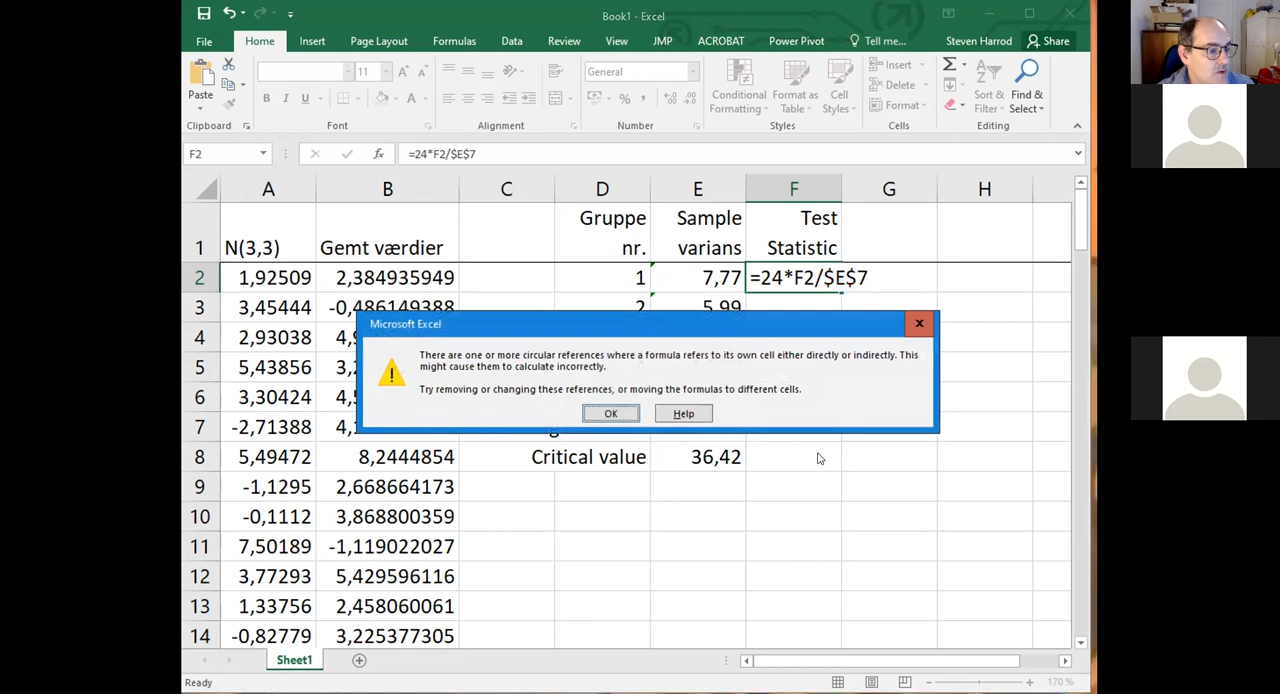 Book1 - Excel
File Home Insert Page Layout Formulas Data Review View JMP ACROBAT Power Pivot Tell me... Steven Harrod Share
Paste
11
B I U
General
%
Conditional Formatting
Format as Table
Cell Styles
Insert
Delete
Format
Sort & Filter
Find & Select
Clipboard Font Alignment Number Styles Cells Editing
F2 fx =24*F2/$E$7
A B C D E F G H
1 N(3,3) Gemt værdier Gruppe nr. Sample varians Test Statistic
2 1,92509 2,384935949 1 7,77 =24*F2/$E$7
3 3,45444 -0,486149388 2 5,99
4 2,93038
5 5,43856
6 3,30424
7 -2,71388
Microsoft Excel
There are one or more circular references where a formula refers to its own cell either directly or indirectly. This
might cause them to calculate incorrectly.
Try removing or changing these references, or moving the formulas to different cells.
OK Help
8 5,49472 8,2444854 Critical value 36,42
9 -1,1295 2,668664173
10 -0,1112 3,868800359
11 7,50189 -1,119022027
12 3,77293 5,429596116
13 1,33756 2,458060061
14 -0,82779 3,225377305
Sheet1
Ready 170 %